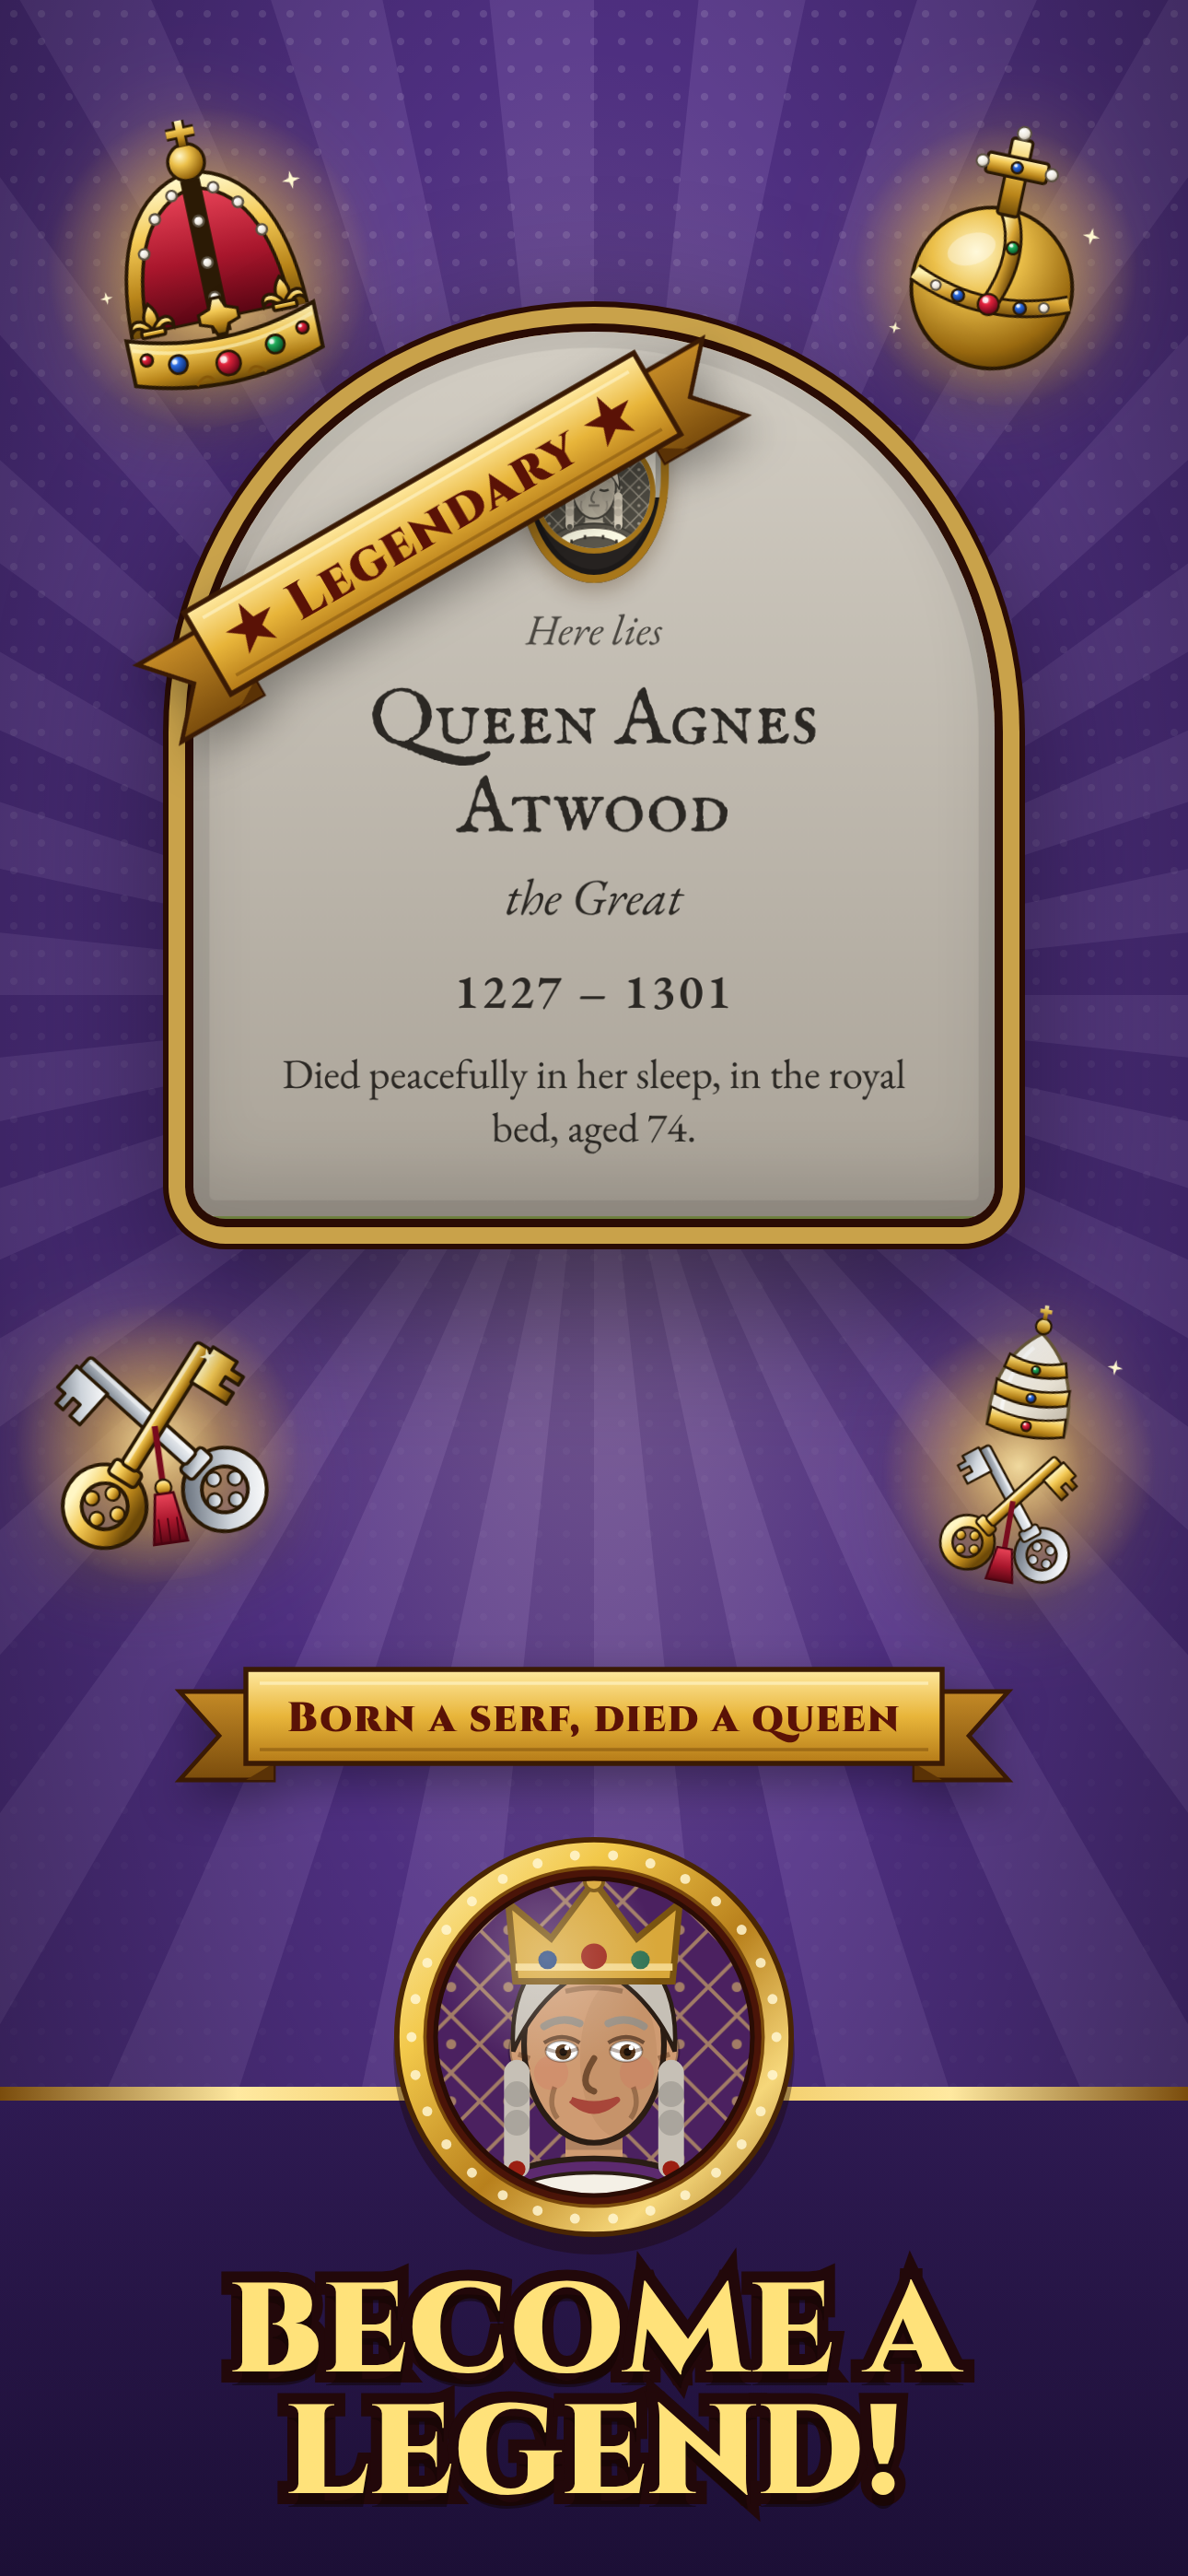 ★ LEGENDARY ★
Here lies
QUEEN AGNES
ATWOOD
the Great
1227 – 1301
Died peacefully in her sleep, in the royal
bed, aged 74.
BORN A SERF, DIED A QUEEN
BECOME A
LEGEND!